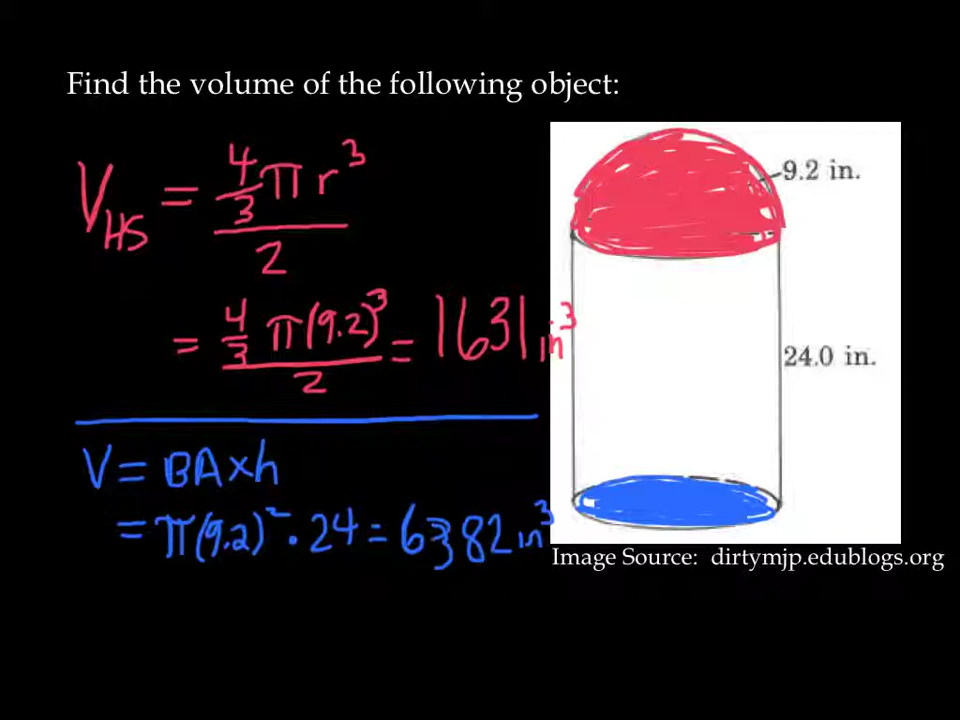 Find the volume of the following object:
V_HS = 4/3 π r³ / 2
9.2 in.
= 4/3 π(9.2)³ / 2 = 1631 in³
24.0 in.
V = BA × h
= π(9.2)² · 24 = 6382 in³
Image Source: dirtymjp.edublogs.org